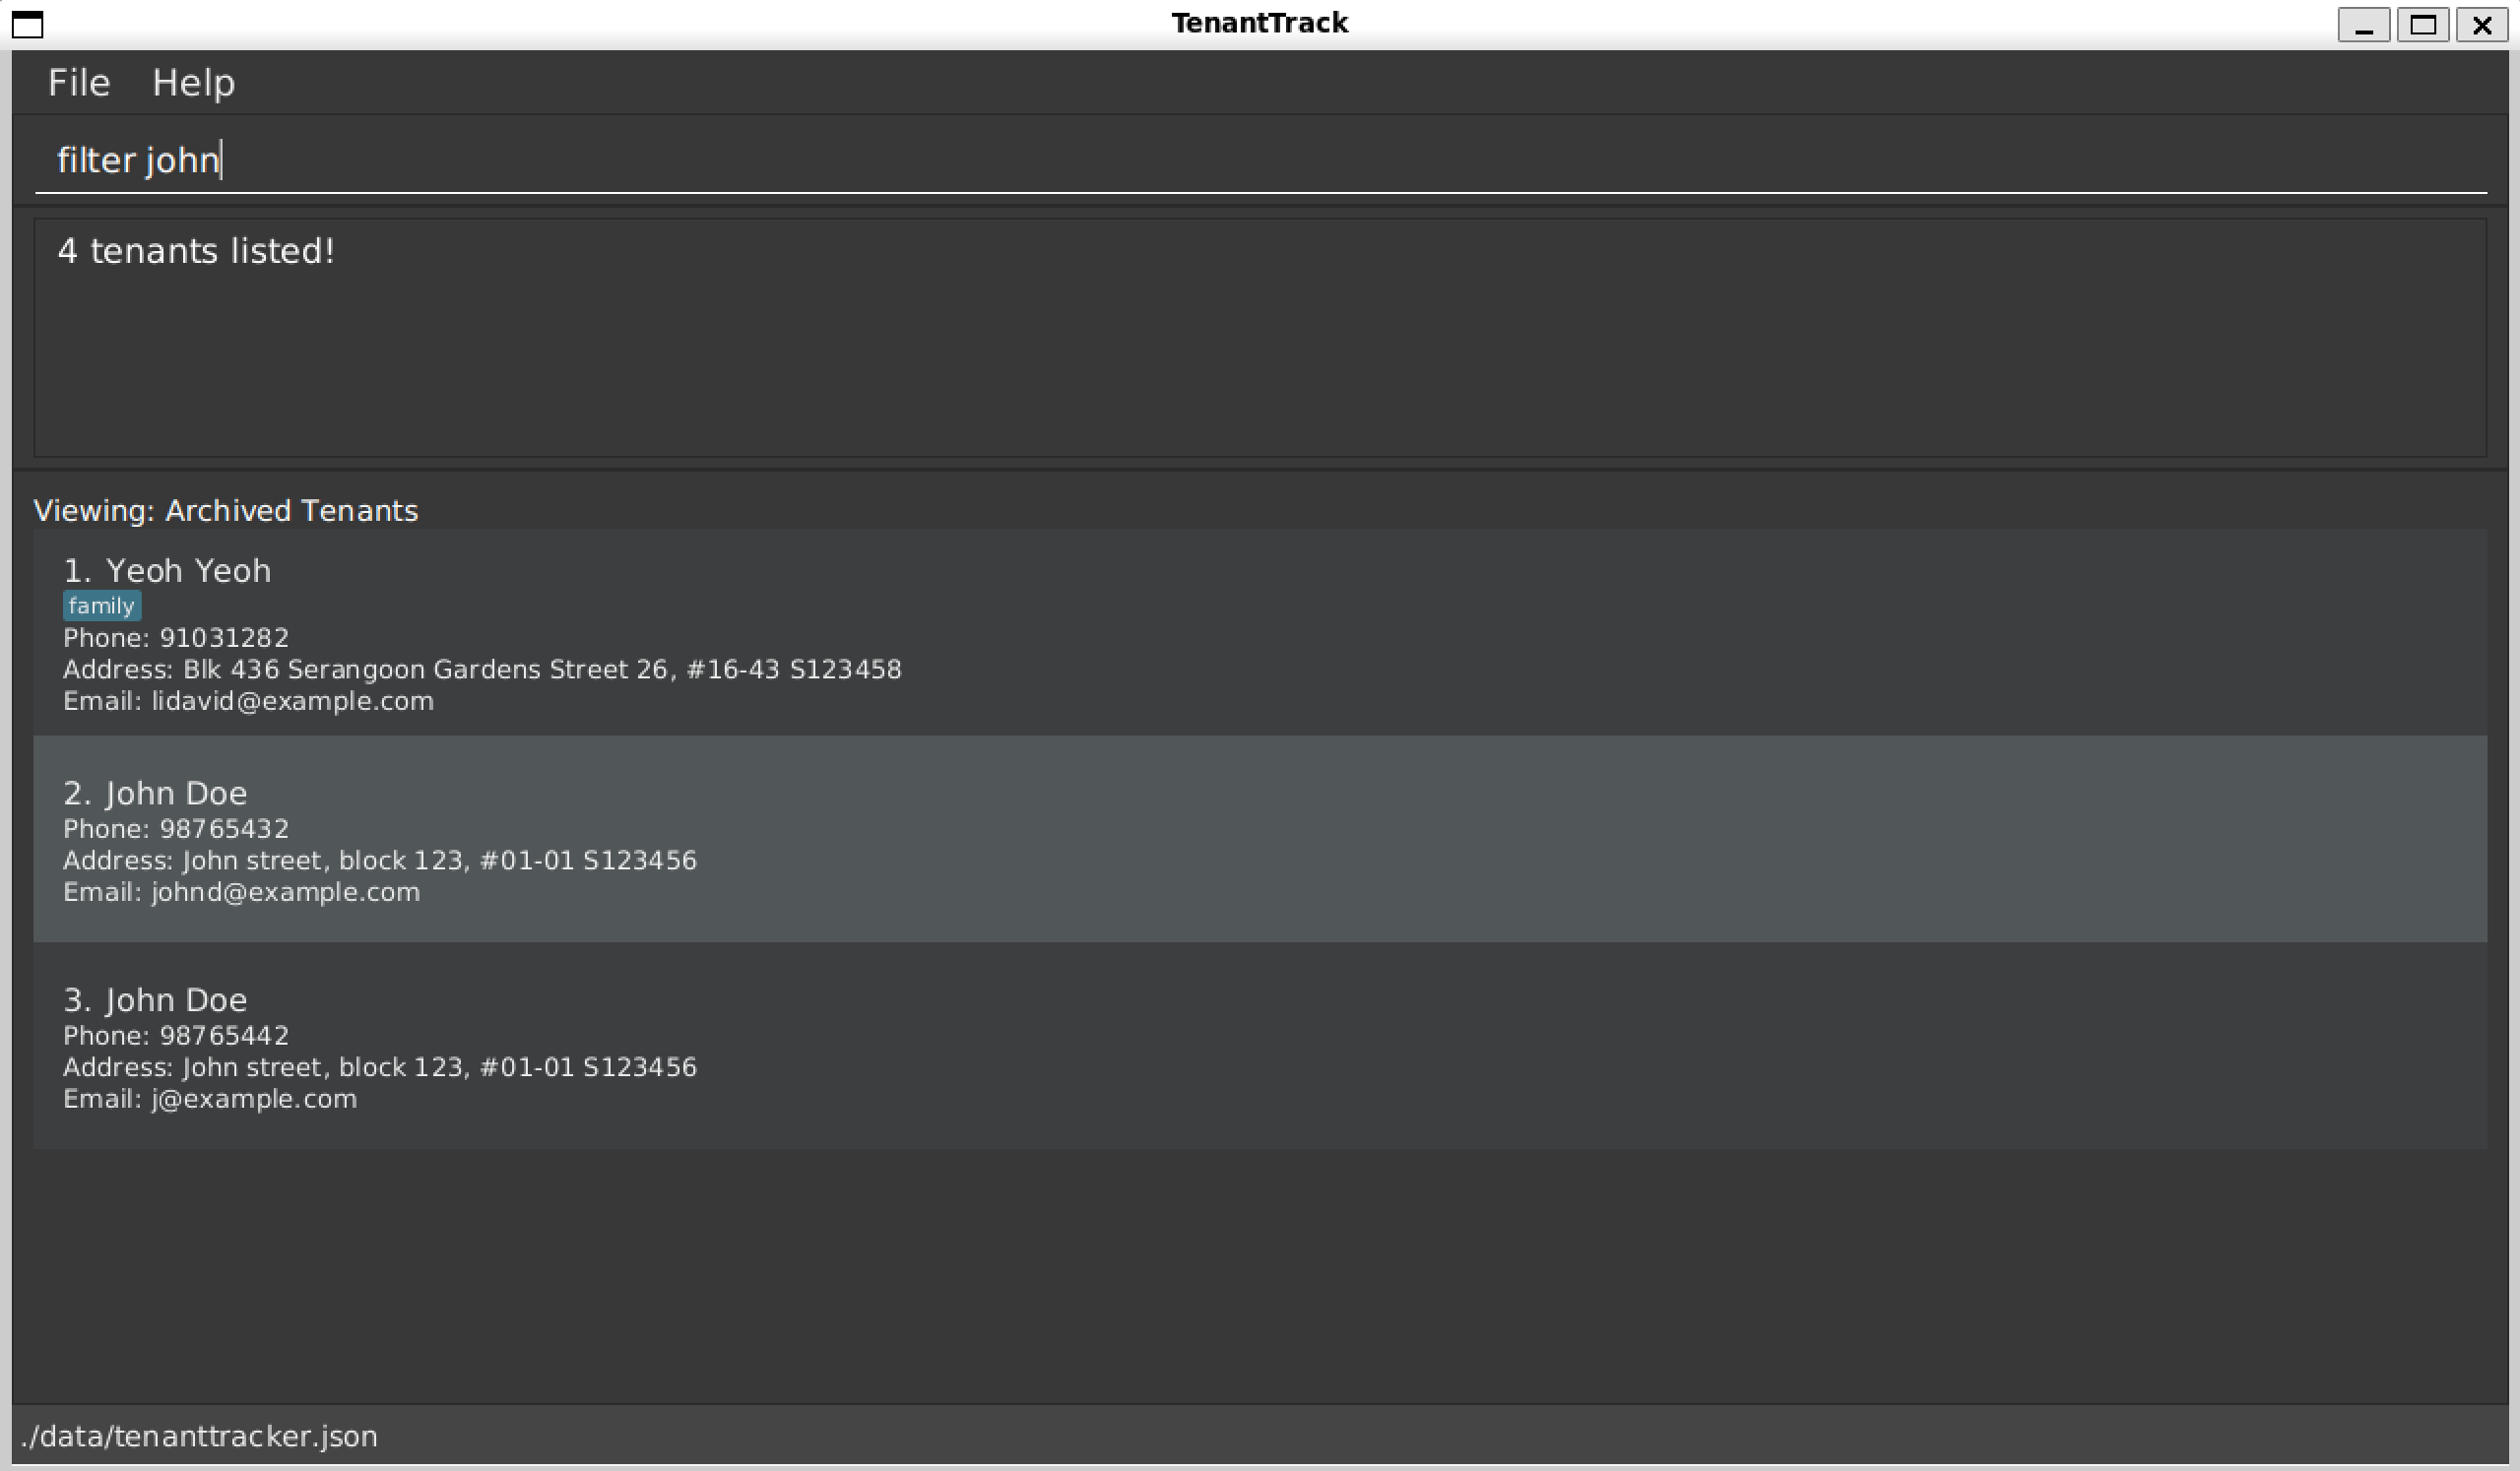 TenantTrack
File Help
filter john
4 tenants listed!
Viewing: Archived Tenants
1. Yeoh Yeoh
family
Phone: 91031282
Address: Blk 436 Serangoon Gardens Street 26, #16-43 S123458
Email: lidavid@example.com
2. John Doe
Phone: 98765432
Address: John street, block 123, #01-01 S123456
Email: johnd@example.com
3. John Doe
Phone: 98765442
Address: John street, block 123, #01-01 S123456
Email: j@example.com
./data/tenanttracker.json